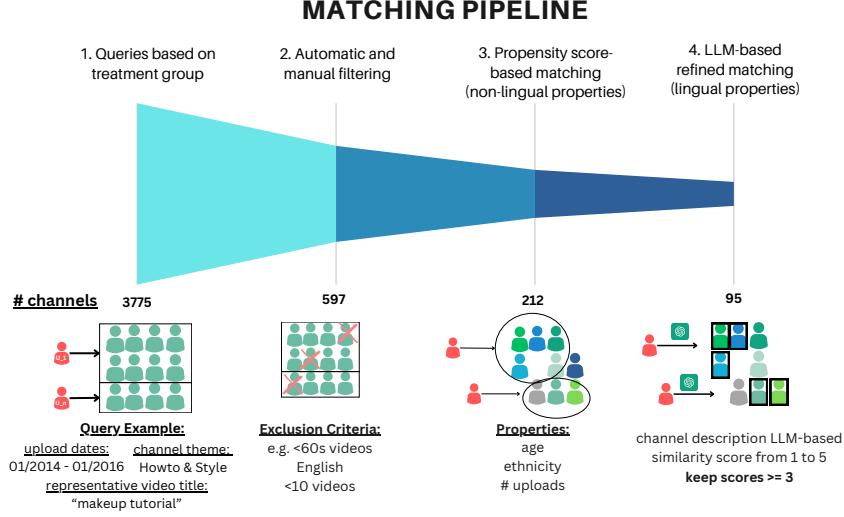 MATCHING PIPELINE
1. Queries based on
treatment group
2. Automatic and
manual filtering
3. Propensity score-
based matching
(non-lingual properties)
4. LLM-based
refined matching
(lingual properties)
# channels
3775
597
212
95
U_1
U_n
Query Example:
upload dates:
01/2014 - 01/2016
channel theme:
Howto & Style
representative video title:
“makeup tutorial”
Exclusion Criteria:
e.g. <60s videos
English
<10 videos
Properties:
age
ethnicity
# uploads
channel description LLM-based
similarity score from 1 to 5
keep scores >= 3